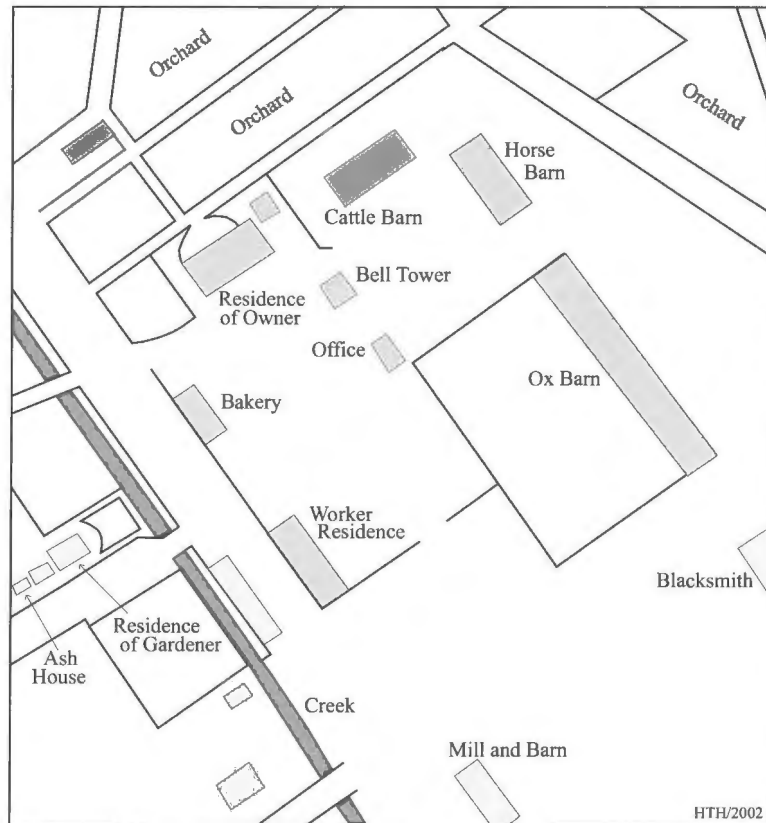 Orchard
Orchard
Orchard
Horse
Barn
Cattle Barn
Bell Tower
Residence
of Owner
Office
Ox Barn
Bakery
Worker
Residence
Blacksmith
Residence
of Gardener
Ash
House
Creek
Mill and Barn
HTH/2002